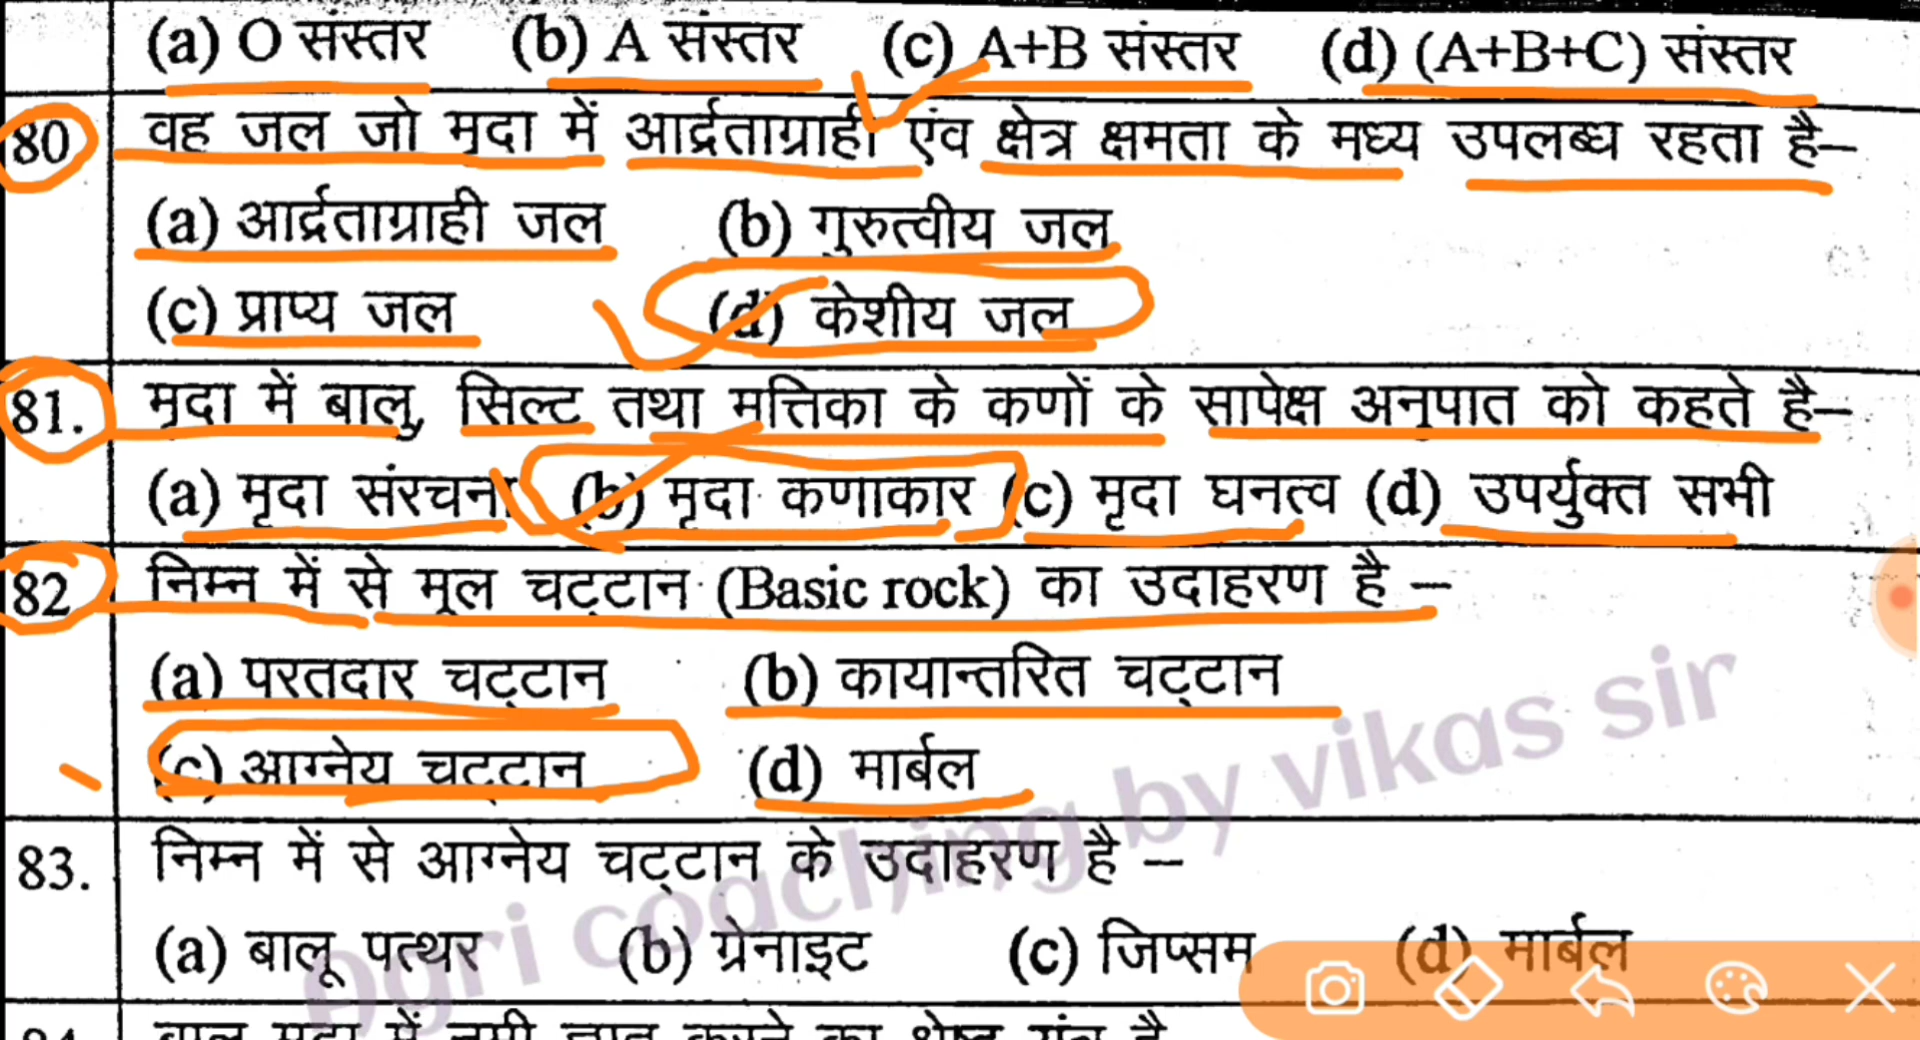 (a) O संस्तर (b) A संस्तर (c) A+B संस्तर (d) (A+B+C) संस्तर
80 वह जल जो मृदा में आर्द्रताग्राही एंव क्षेत्र क्षमता के मध्य उपलब्ध रहता है–
(a) आर्द्रताग्राही जल (b) गुरुत्वीय जल
(c) प्राप्य जल (d) केशीय जल
81. मृदा में बालु, सिल्ट तथा मत्तिका के कणों के सापेक्ष अनुपात को कहते है–
(a) मृदा संरचना (b) मृदा कणाकार (c) मृदा घनत्व (d) उपर्युक्त सभी
82 निम्न में से मूल चट्टान (Basic rock) का उदाहरण है –
(a) परतदार चट्टान (b) कायान्तरित चट्टान
(c) आग्नेय चट्टान (d) मार्बल
83. निम्न में से आग्नेय चट्टान के उदाहरण है –
(a) बालू पत्थर (b) ग्रेनाइट (c) जिप्सम (d) मार्बल
Agri coaching by vikas sir